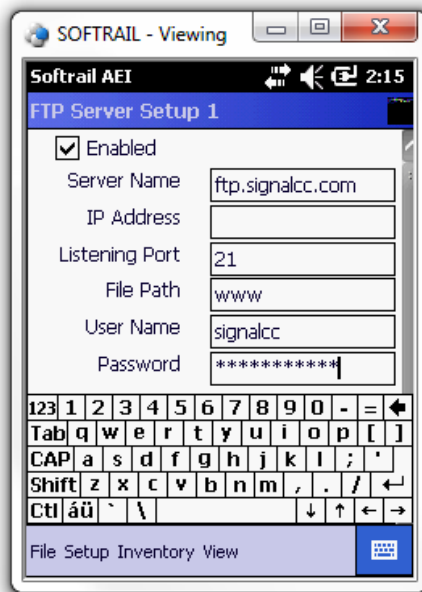 SOFTRAIL - Viewing
Softrail AEI 2:15
FTP Server Setup 1
Enabled
Server Name ftp.signalcc.com
IP Address
Listening Port 21
File Path www
User Name signalcc
Password ***********
123 1 2 3 4 5 6 7 8 9 0 - =
Tab q w e r t y u i o p [ ]
CAP a s d f g h j k l ; '
Shift z x c v b n m , . /
Ctl áü ` \
File Setup Inventory View